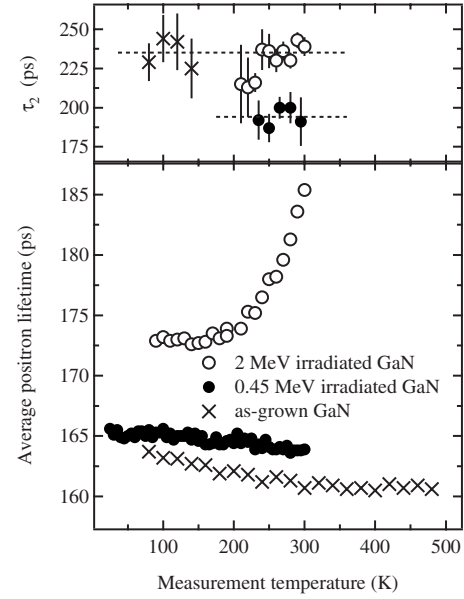 250
225
200
175
τ2 (ps)
185
180
175
170
165
160
Average positron lifetime (ps)
2 MeV irradiated GaN
0.45 MeV irradiated GaN
as-grown GaN
100 200 300 400 500
Measurement temperature (K)